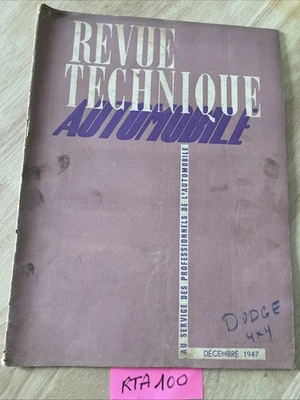 REVUE
TECHNIQUE
AUTOMOBILE
AU SERVICE DES PROFESSIONNELS DE L'AUTOMOBILE
DODGE
4x4
DÉCEMBRE 1947
RTA 100